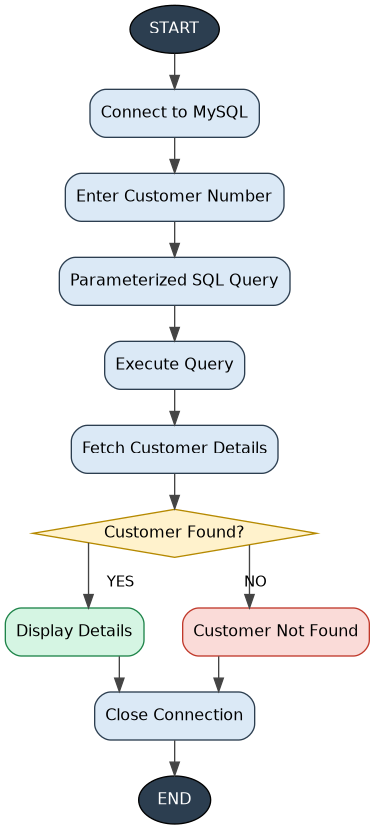 START
Connect to MySQL
Enter Customer Number
Parameterized SQL Query
Execute Query
Fetch Customer Details
Customer Found?
YES
NO
Display Details
Customer Not Found
Close Connection
END